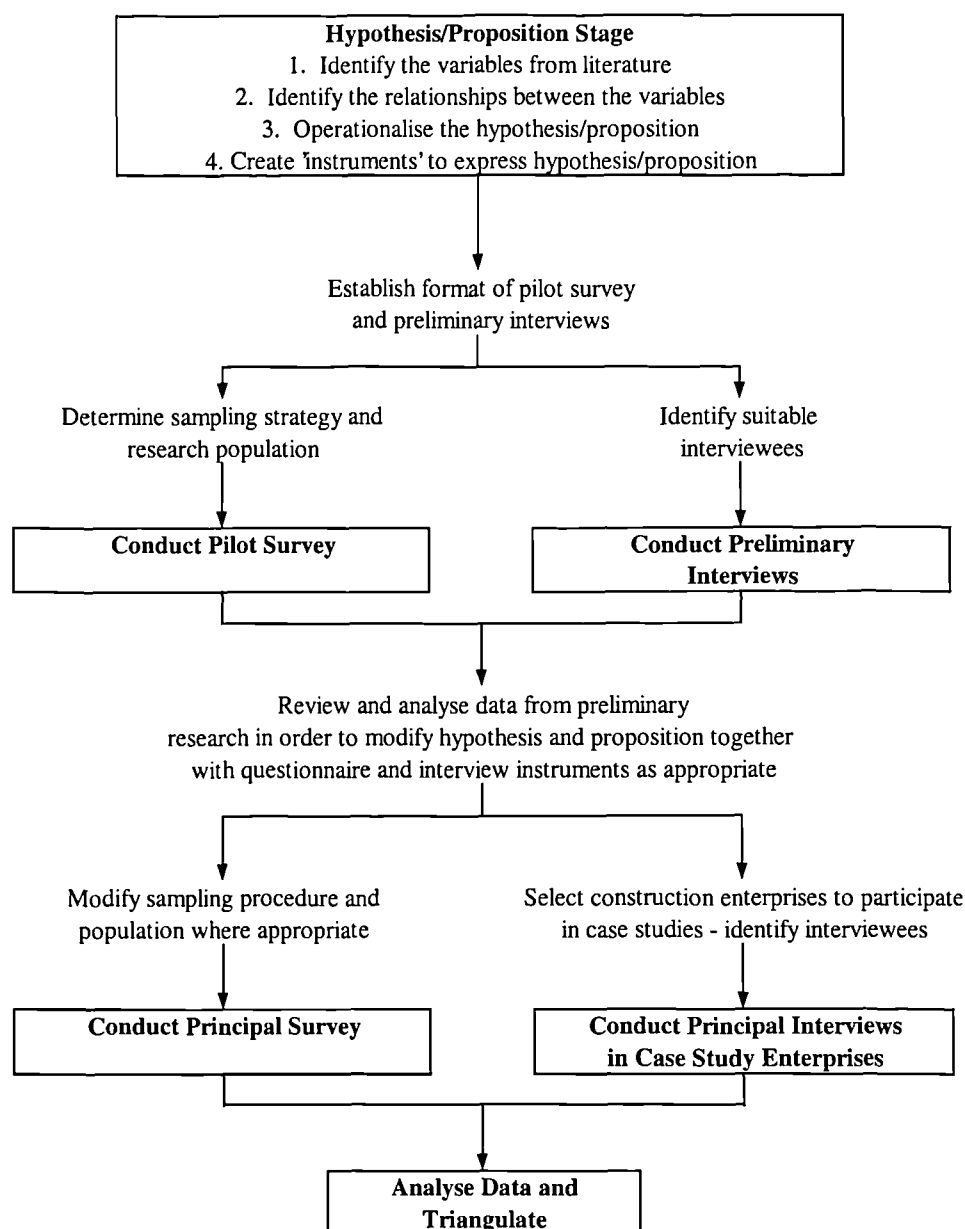 Hypothesis/Proposition Stage
1. Identify the variables from literature
2. Identify the relationships between the variables
3. Operationalise the hypothesis/proposition
4. Create 'instruments' to express hypothesis/proposition
Establish format of pilot survey
and preliminary interviews
Determine sampling strategy and
research population
Identify suitable
interviewees
Conduct Pilot Survey
Conduct Preliminary
Interviews
Review and analyse data from preliminary
research in order to modify hypothesis and proposition together
with questionnaire and interview instruments as appropriate
Modify sampling procedure and
population where appropriate
Select construction enterprises to participate
in case studies - identify interviewees
Conduct Principal Survey
Conduct Principal Interviews
in Case Study Enterprises
Analyse Data and
Triangulate